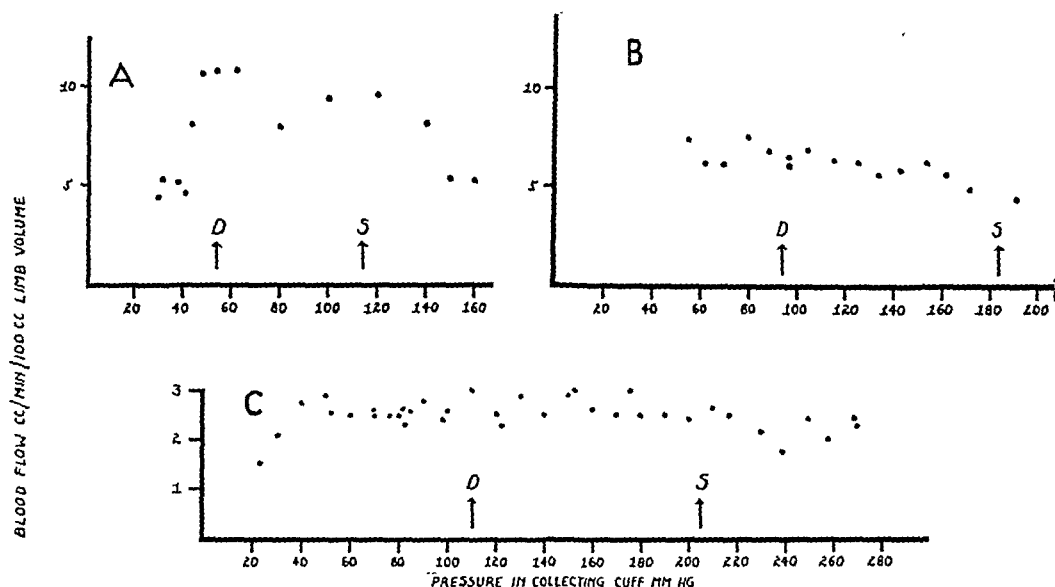 BLOOD FLOW CC/MIN/100 CC LIMB VOLUME
A
10
5
D
S
20 40 60 80 100 120 140 160
B
10
5
D
S
20 40 60 80 100 120 140 160 180 200
C
3
2
1
D
S
20 40 60 80 100 120 140 160 180 200 220 240 260 280
PRESSURE IN COLLECTING CUFF MM HG